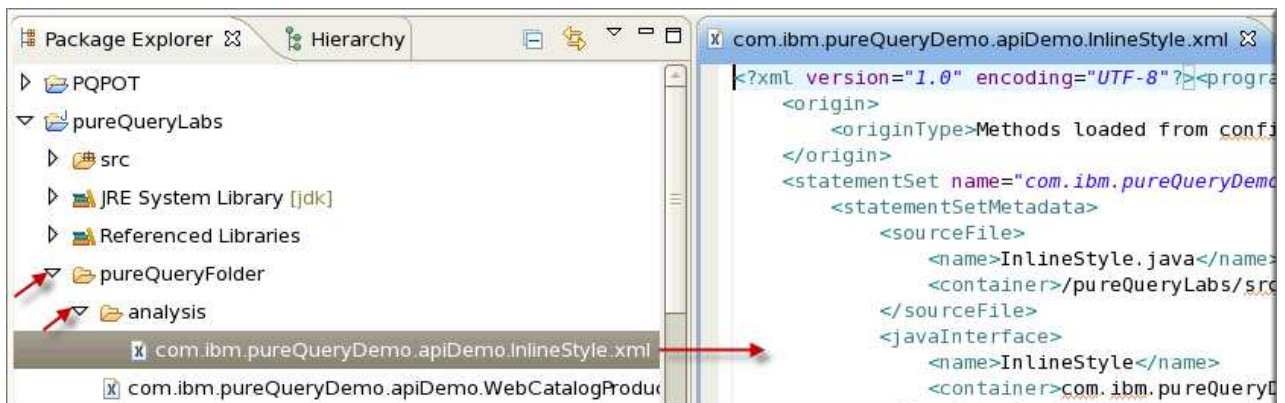 Package Explorer
Hierarchy
PQPOT
pureQueryLabs
src
JRE System Library [jdk]
Referenced Libraries
pureQueryFolder
analysis
com.ibm.pureQueryDemo.apiDemo.InlineStyle.xml
com.ibm.pureQueryDemo.apiDemo.WebCatalogProduc
com.ibm.pureQueryDemo.apiDemo.InlineStyle.xml
<?xml version="1.0" encoding="UTF-8"?><progra
<origin>
<originType>Methods loaded from confi
</origin>
<statementSet name="com.ibm.pureQueryDemo
<statementSetMetadata>
<sourceFile>
<name>InlineStyle.java</name>
<container>/pureQueryLabs/src
</sourceFile>
<javaInterface>
<name>InlineStyle</name>
<container>com.ibm.pureQueryD